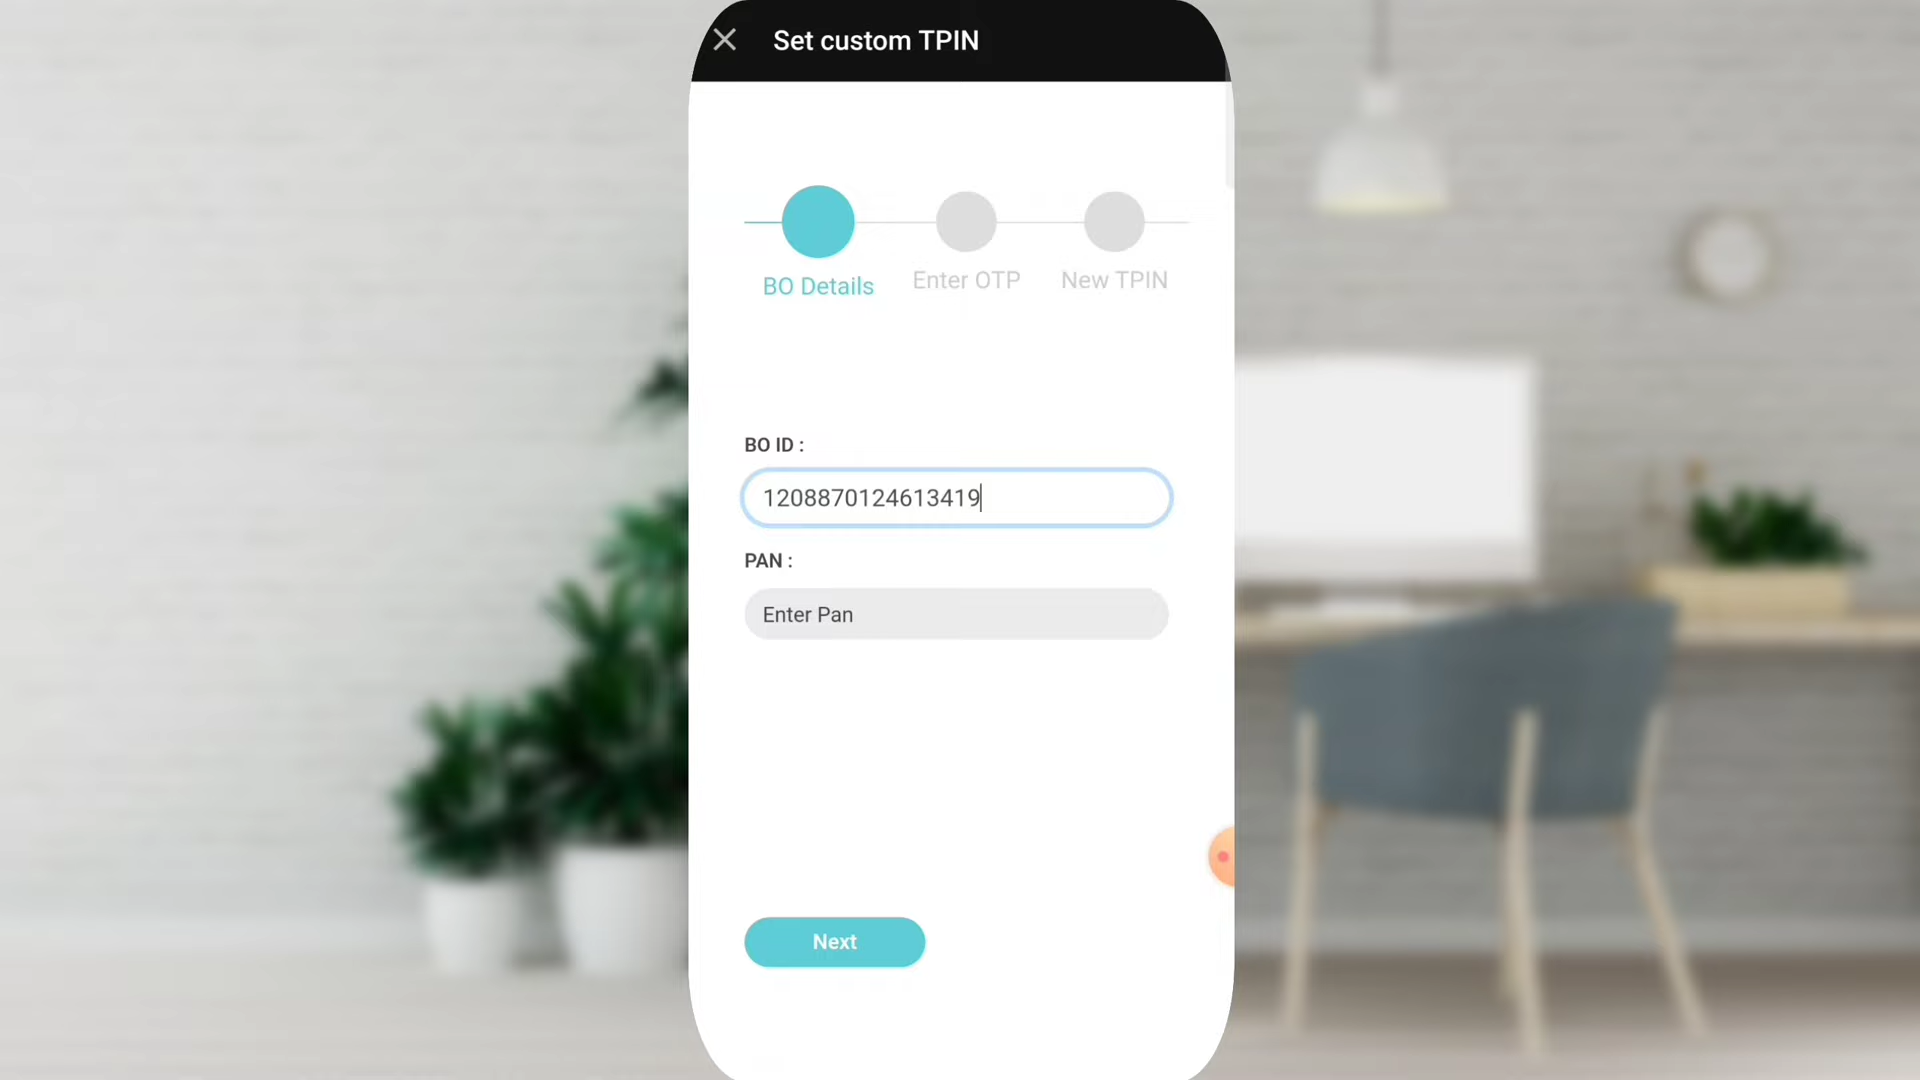 Set custom TPIN
BO Details
Enter OTP
New TPIN
BO ID :
1208870124613419
PAN :
Enter Pan
Next